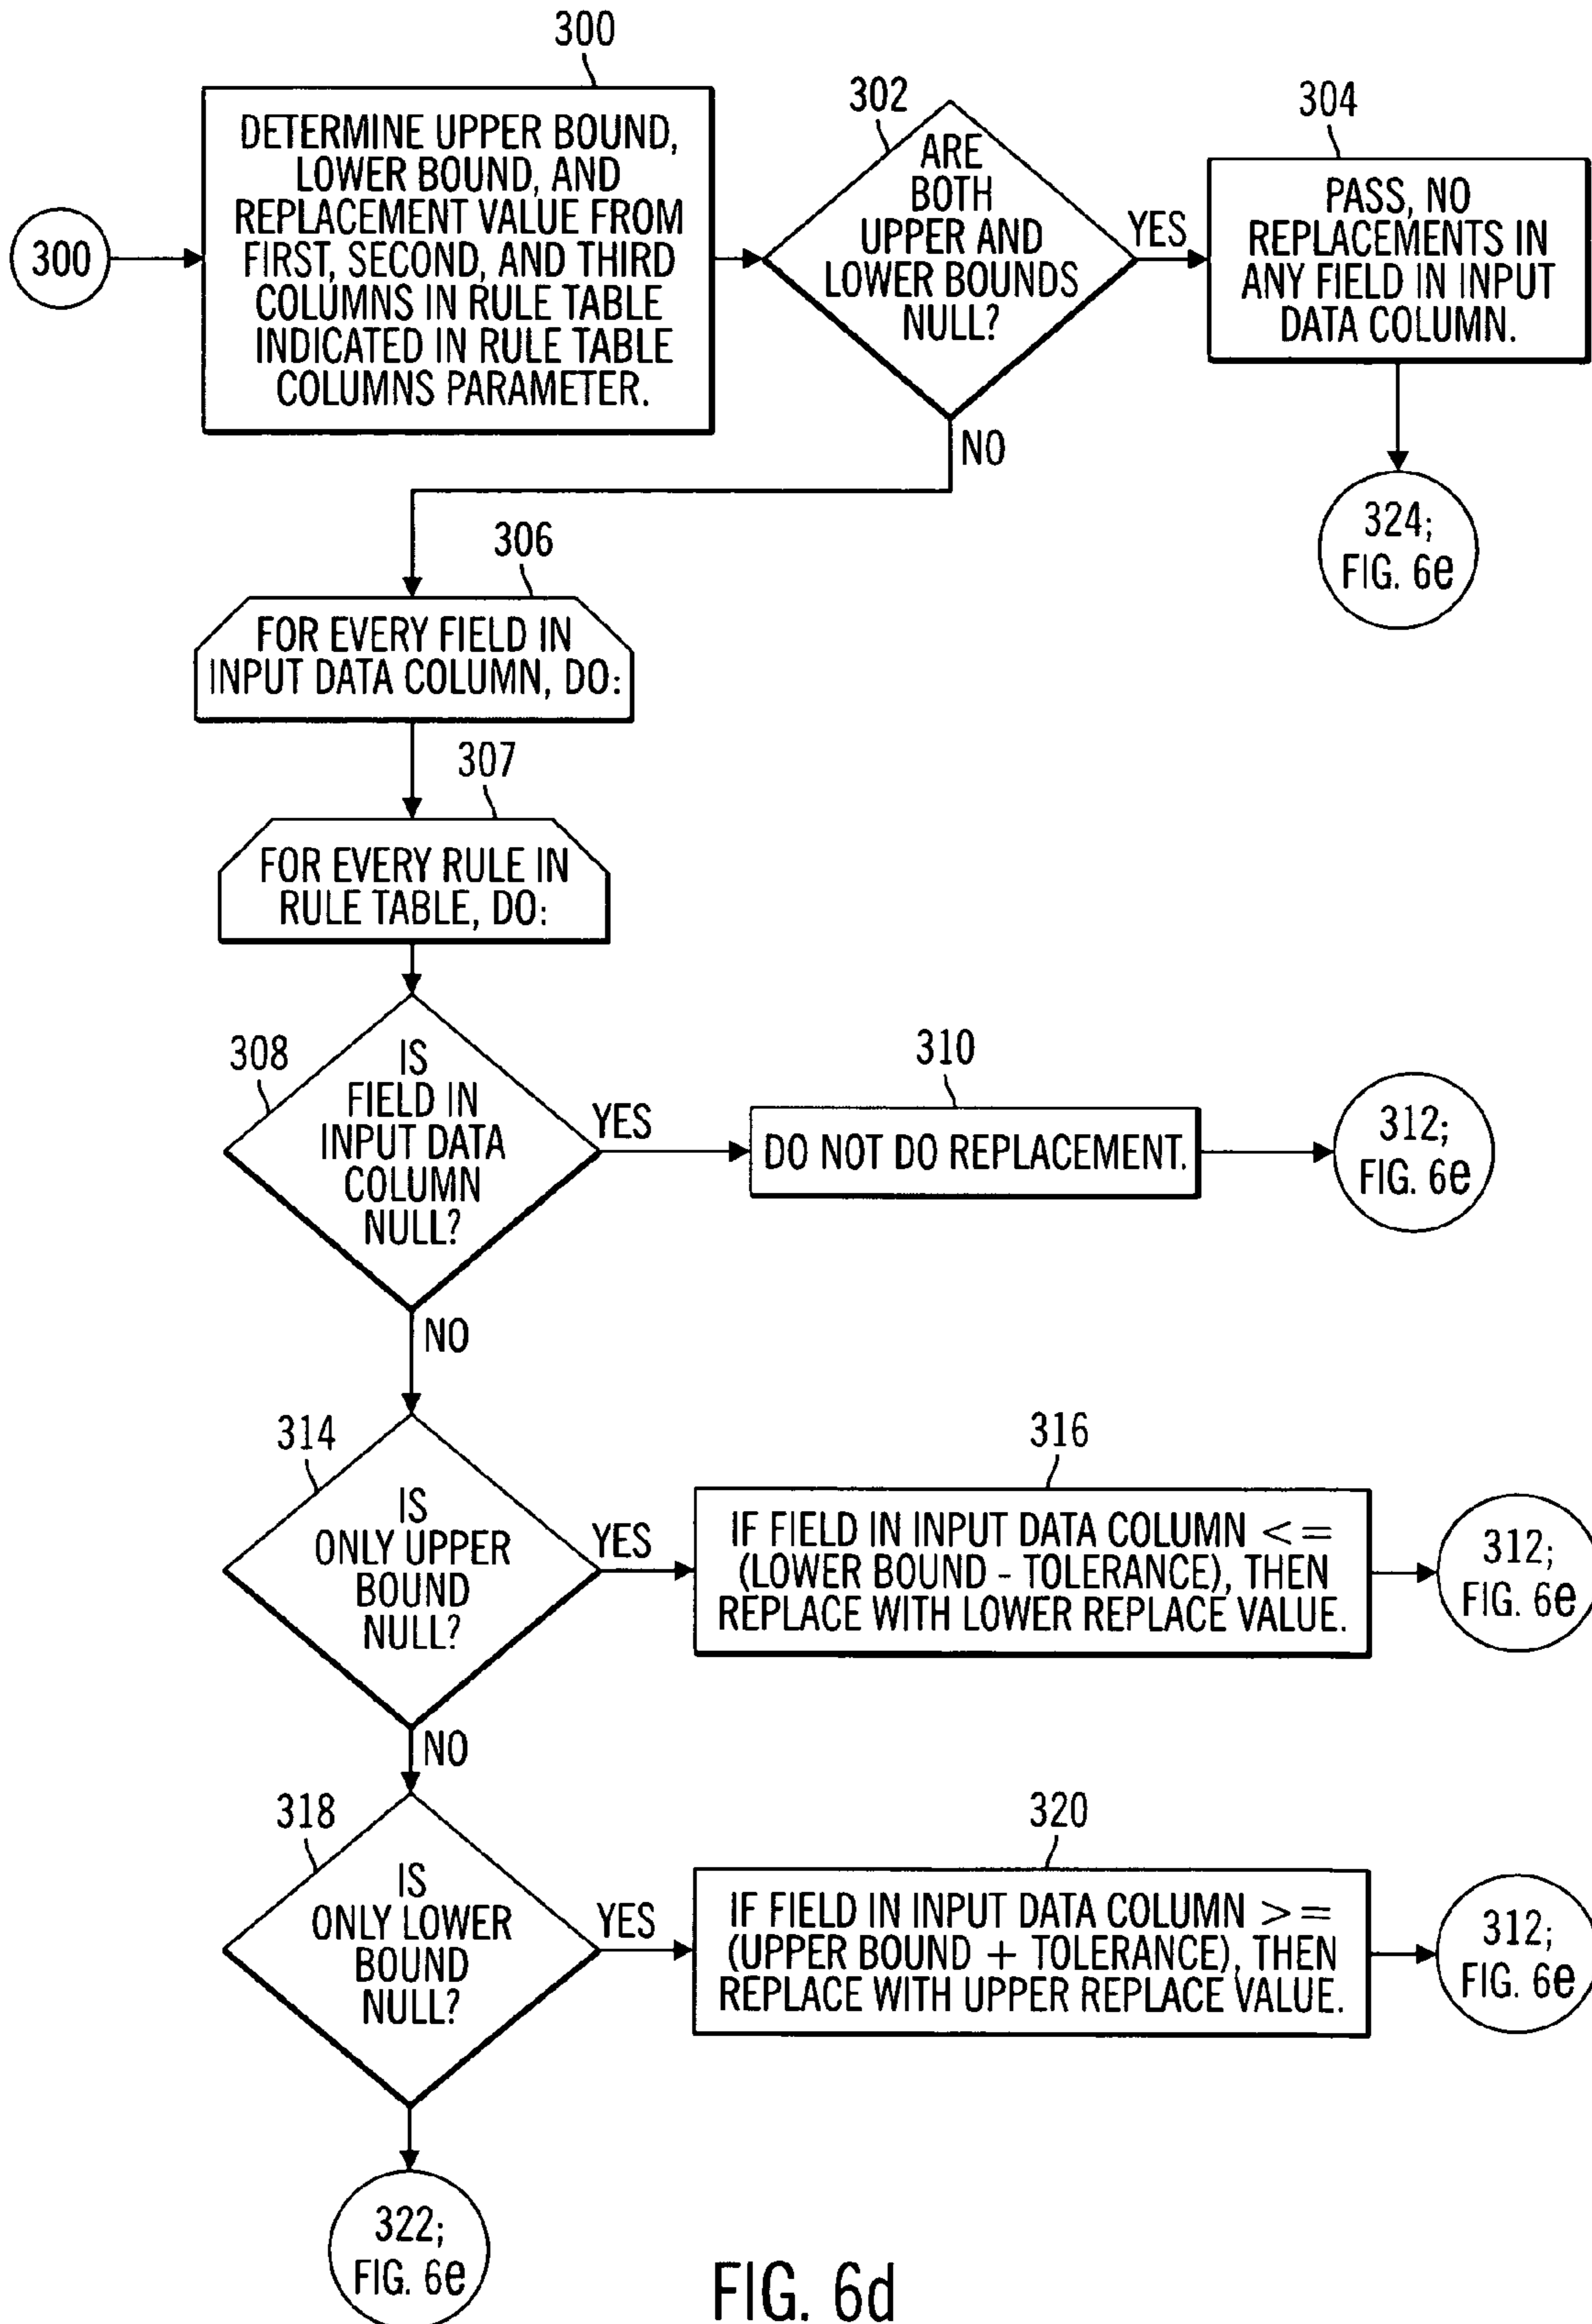 300
300
DETERMINE UPPER BOUND,
LOWER BOUND, AND
REPLACEMENT VALUE FROM
FIRST, SECOND, AND THIRD
COLUMNS IN RULE TABLE
INDICATED IN RULE TABLE
COLUMNS PARAMETER.
302
ARE
BOTH
UPPER AND
LOWER BOUNDS
NULL?
YES
304
PASS, NO
REPLACEMENTS IN
ANY FIELD IN INPUT
DATA COLUMN.
324;
FIG. 6e
NO
306
FOR EVERY FIELD IN
INPUT DATA COLUMN, DO:
307
FOR EVERY RULE IN
RULE TABLE, DO:
308
IS
FIELD IN
INPUT DATA
COLUMN
NULL?
YES
310
DO NOT DO REPLACEMENT.
312;
FIG. 6e
NO
314
IS
ONLY UPPER
BOUND
NULL?
YES
316
IF FIELD IN INPUT DATA COLUMN <=
(LOWER BOUND - TOLERANCE), THEN
REPLACE WITH LOWER REPLACE VALUE.
312;
FIG. 6e
NO
318
IS
ONLY LOWER
BOUND
NULL?
YES
320
IF FIELD IN INPUT DATA COLUMN >=
(UPPER BOUND + TOLERANCE), THEN
REPLACE WITH UPPER REPLACE VALUE.
312;
FIG. 6e
322;
FIG. 6e
FIG. 6d